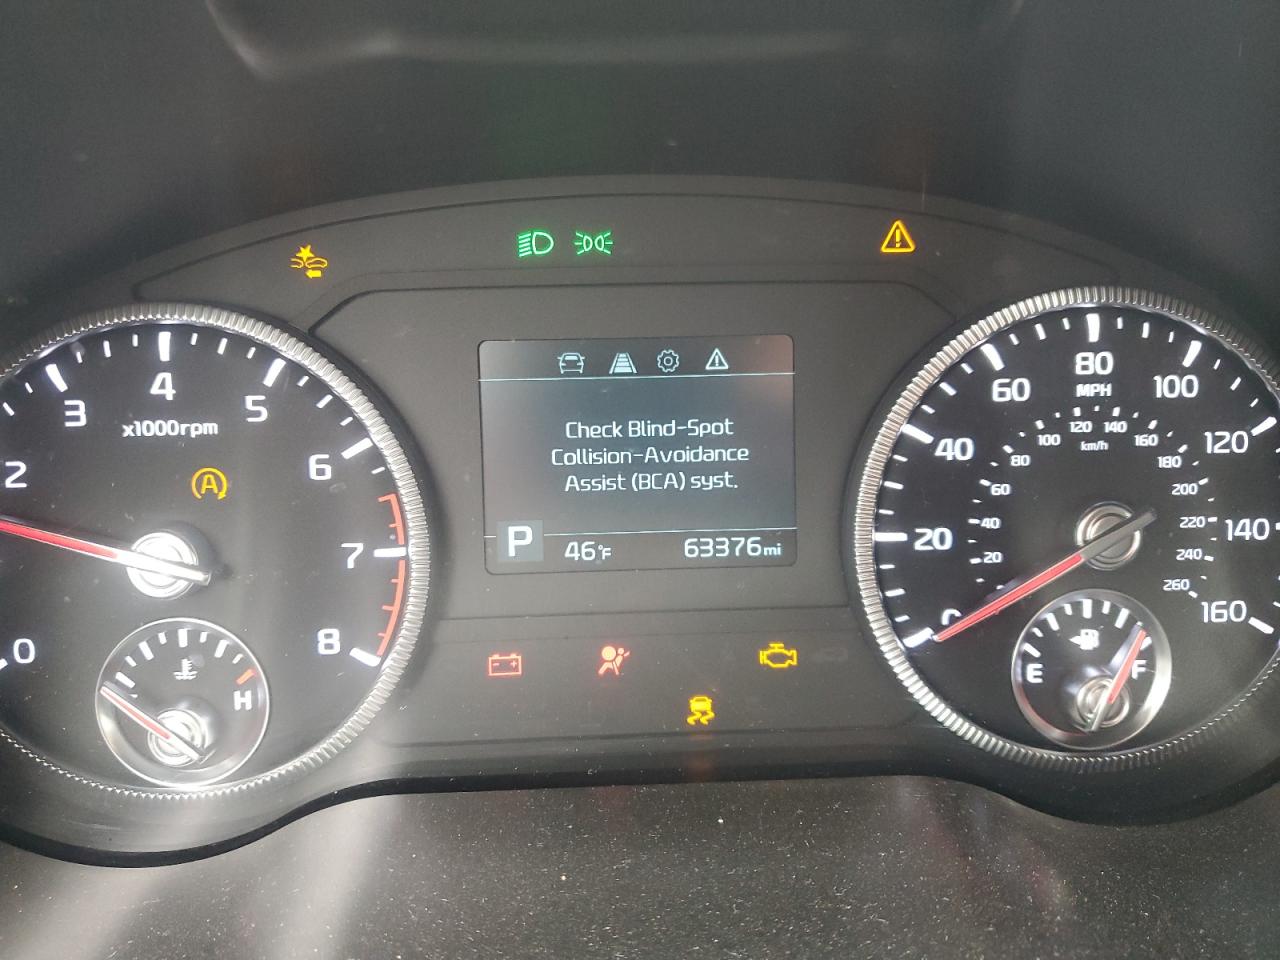 A
x1000rpm
0
2
3
4
5
6
7
8
H
Check Blind-Spot
Collision-Avoidance
Assist (BCA) syst.
P
46°F
63376 mi
20
40
60
80
100
120
140
160
MPH
20
40
60
80
100
120
140
160
180
200
220
240
260
km/h
E
F